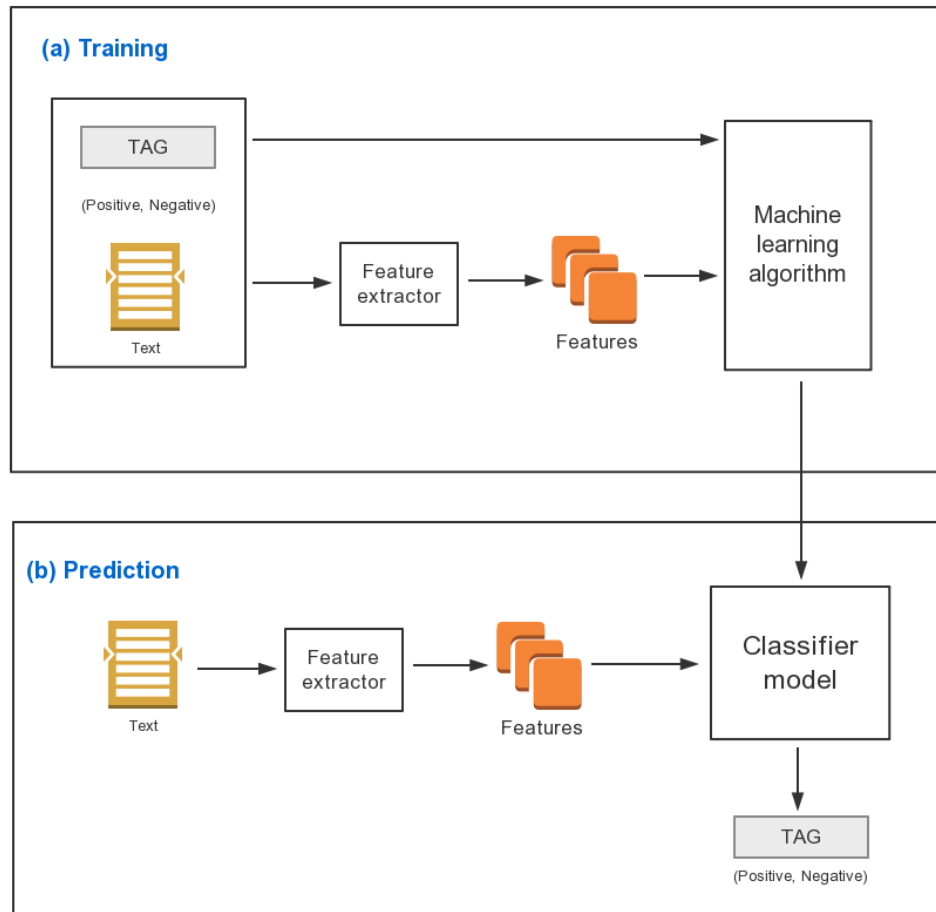 (a) Training
TAG
(Positive, Negative)
Text
Feature
extractor
Features
Machine
learning
algorithm
(b) Prediction
Text
Feature
extractor
Features
Classifier
model
TAG
(Positive, Negative)